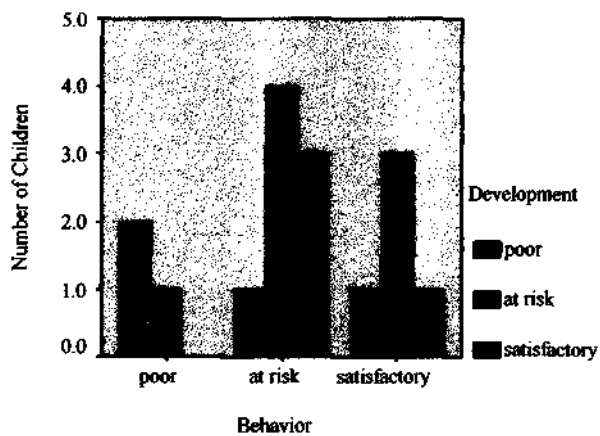 5.0
4.0
3.0
2.0
1.0
0.0
Number of Children
poor
at risk
satisfactory
Behavior
Development
poor
at risk
satisfactory